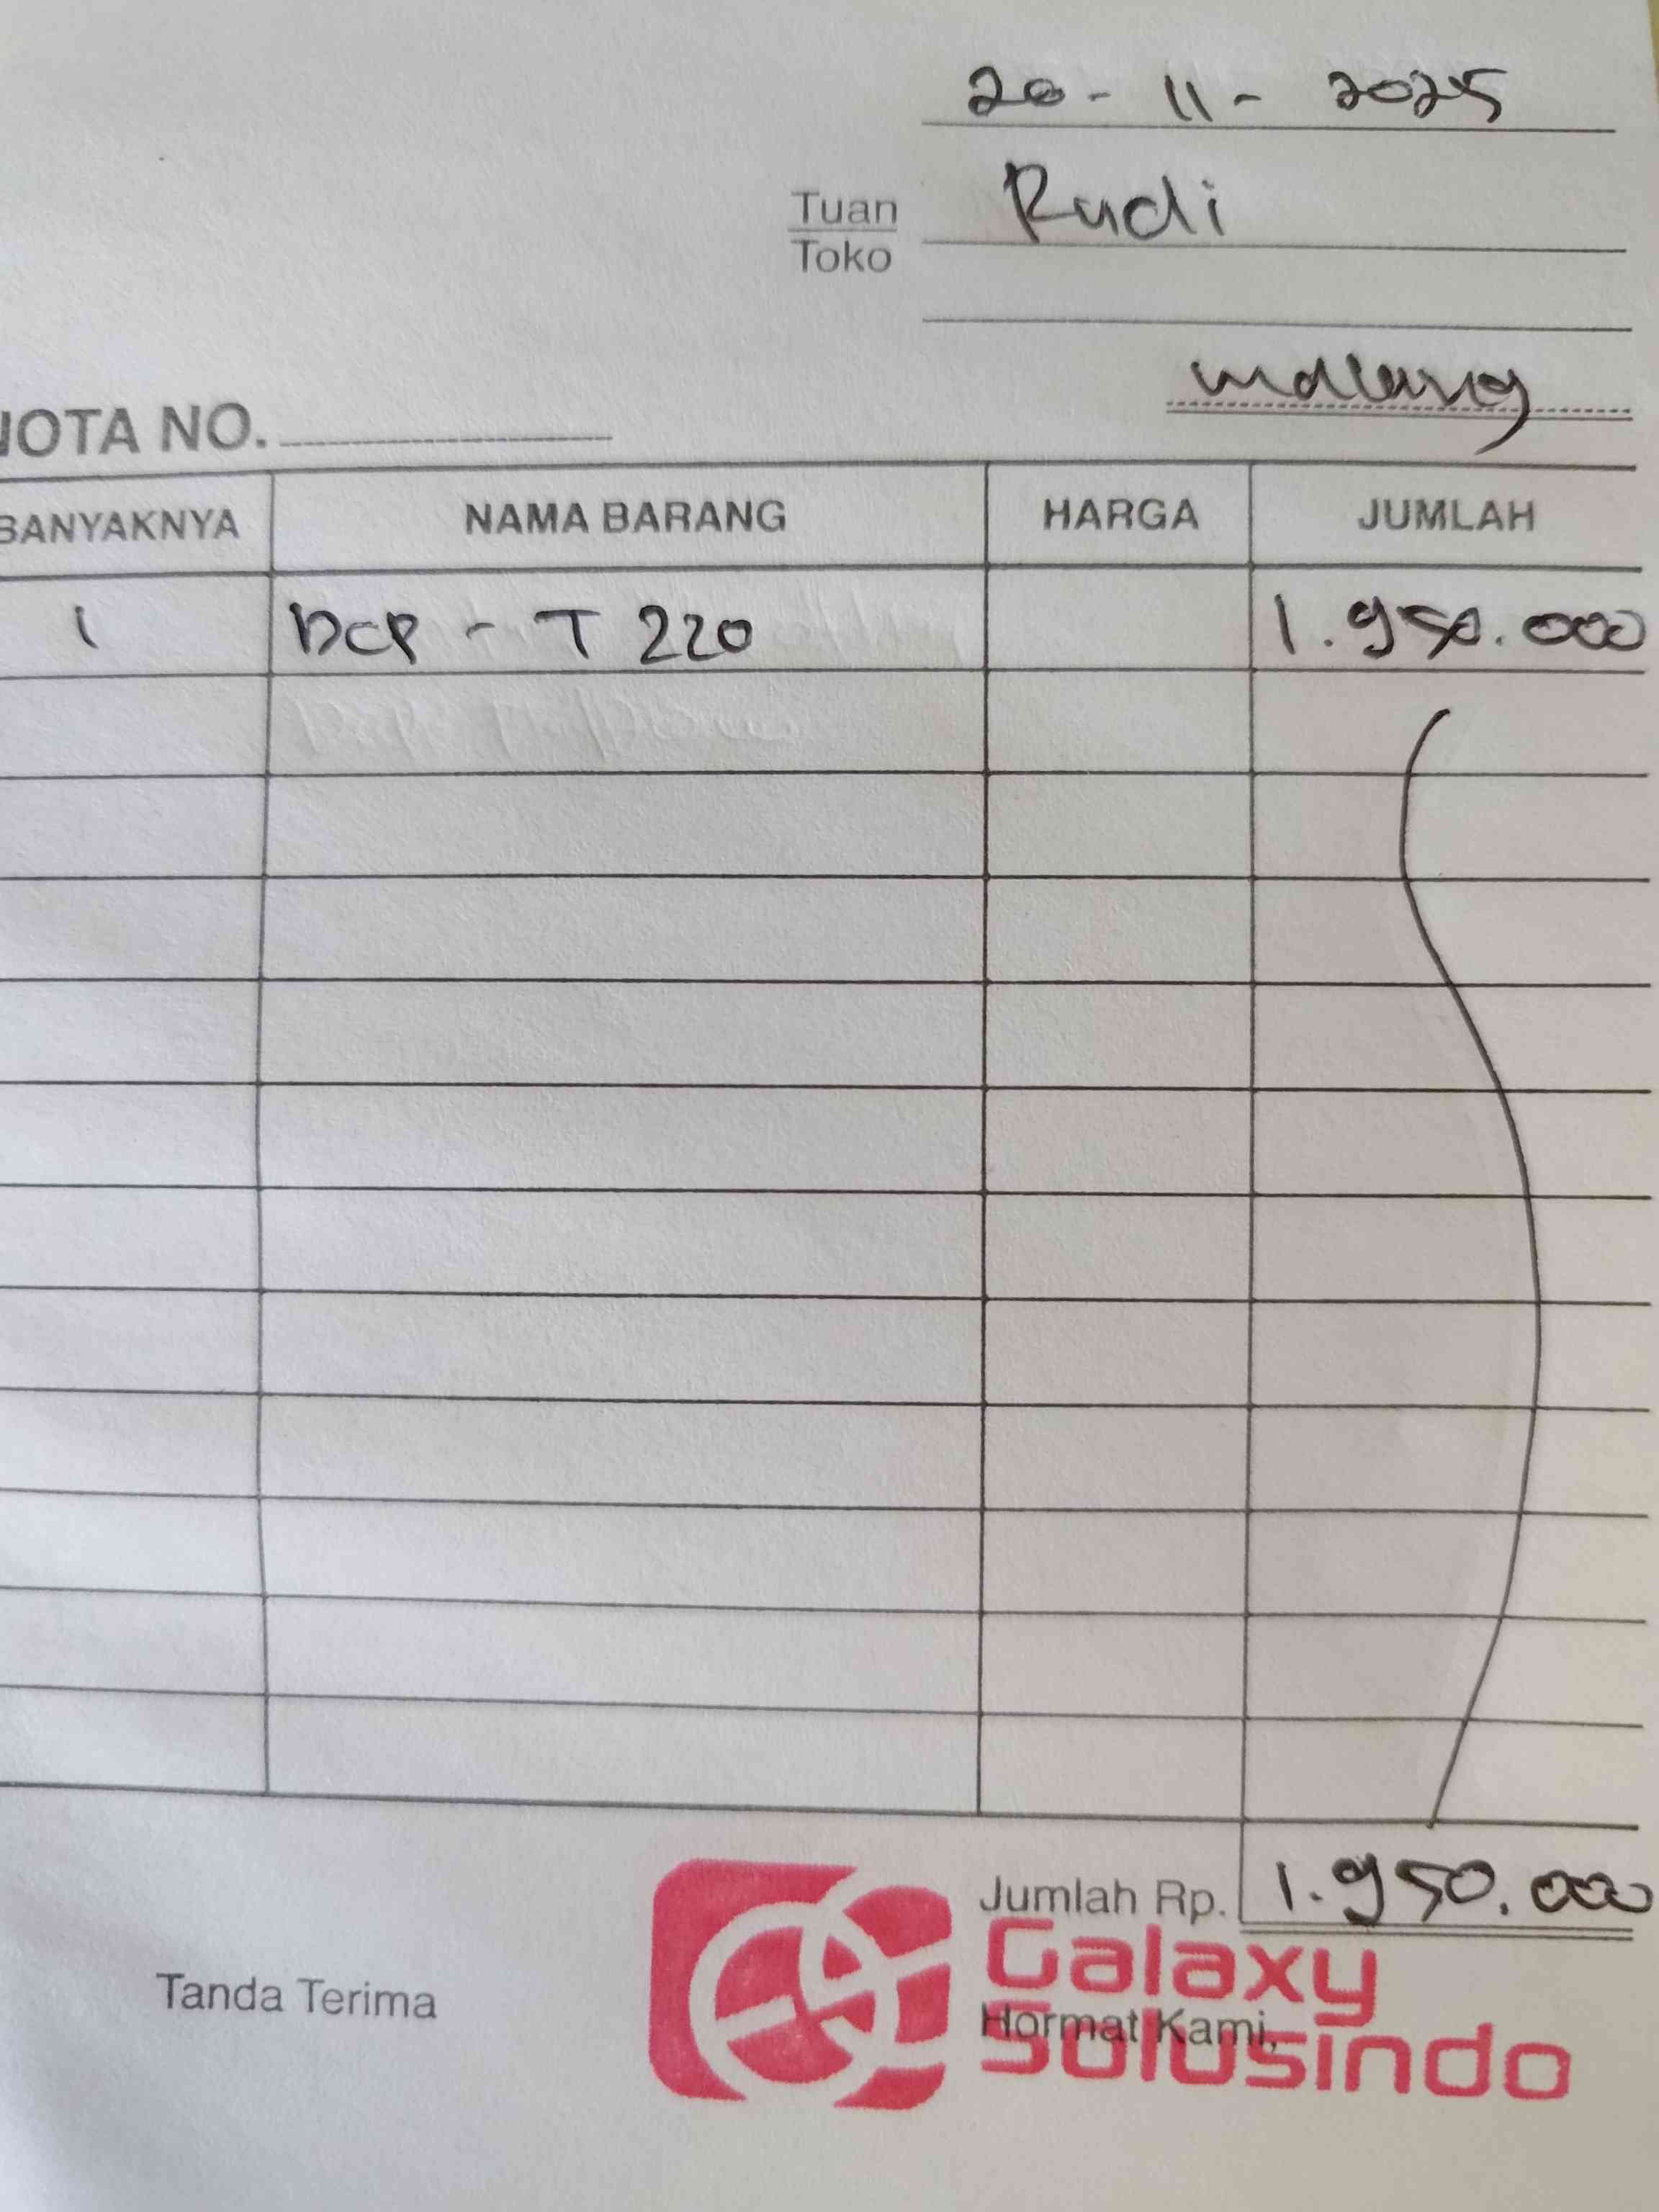 20 - 11 - 2025
Tuan Rudi
Toko
malang
NOTA NO.
BANYAKNYA NAMA BARANG HARGA JUMLAH
1 DCP - T 220 1.950.000
Jumlah Rp. 1.950.000
Galaxy
Tanda Terima Hormat Kami,
Solusindo